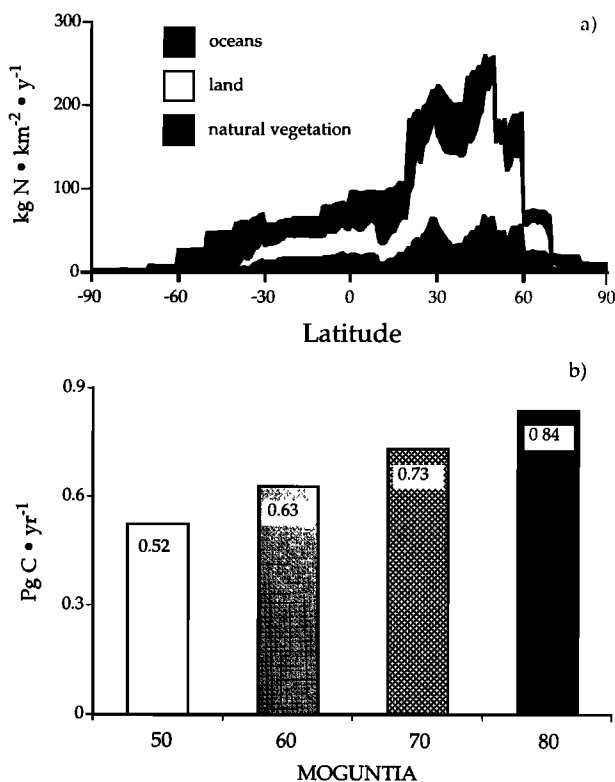 a)
300
200
100
0
kg N • km-2 • y-1
oceans
land
natural vegetation
-90 -60 -30 0 30 60 90
Latitude
b)
0.9
0.6
0.3
0
Pg C • yr-1
0.52
0.63
0.73
0 84
50 60 70 80
MOGUNTIA